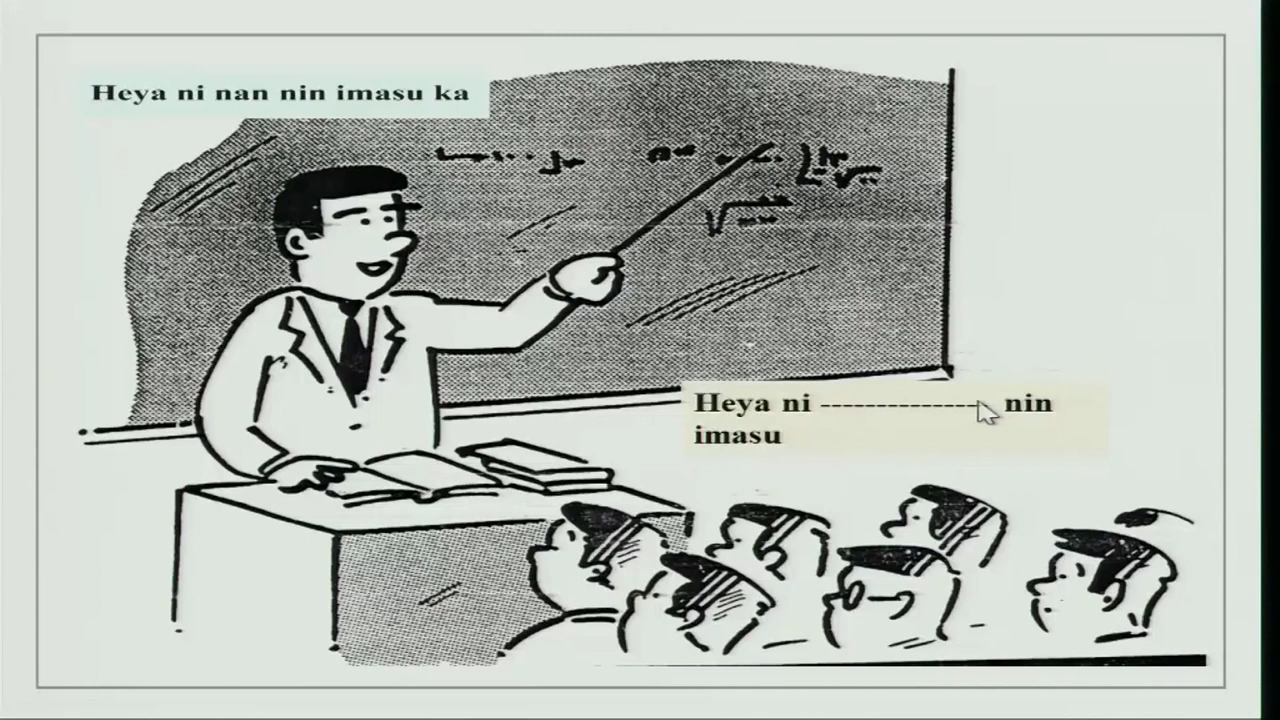 Heya ni nan nin imasu ka
Heya ni --------------- nin
imasu